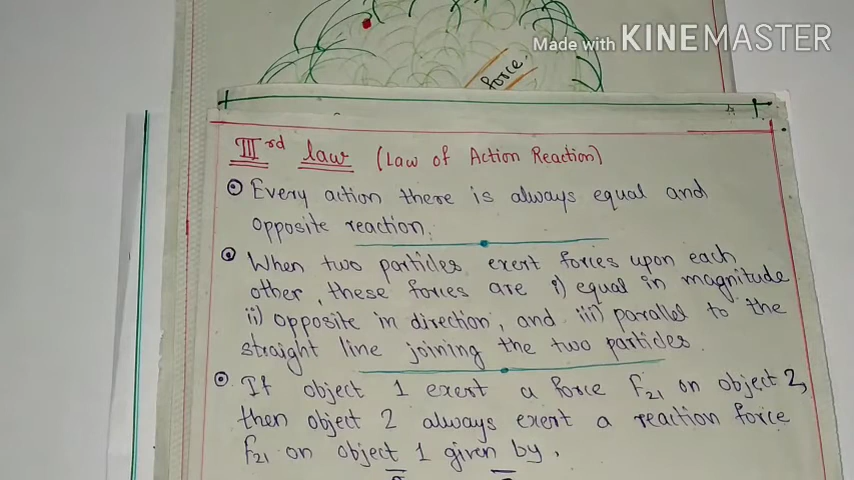 Made with KINEMASTER
force.
IIIrd law (Law of Action Reaction)
Every action there is always equal and
opposite reaction.
When two particles exert forces upon each
other, these forces are i) equal in magnitude
ii) opposite in direction, and iii) parallel to the
straight line joining the two particles.
If object 1 exert a force F21 on object 2,
then object 2 always exert a reaction force
F21 on object 1 given by,